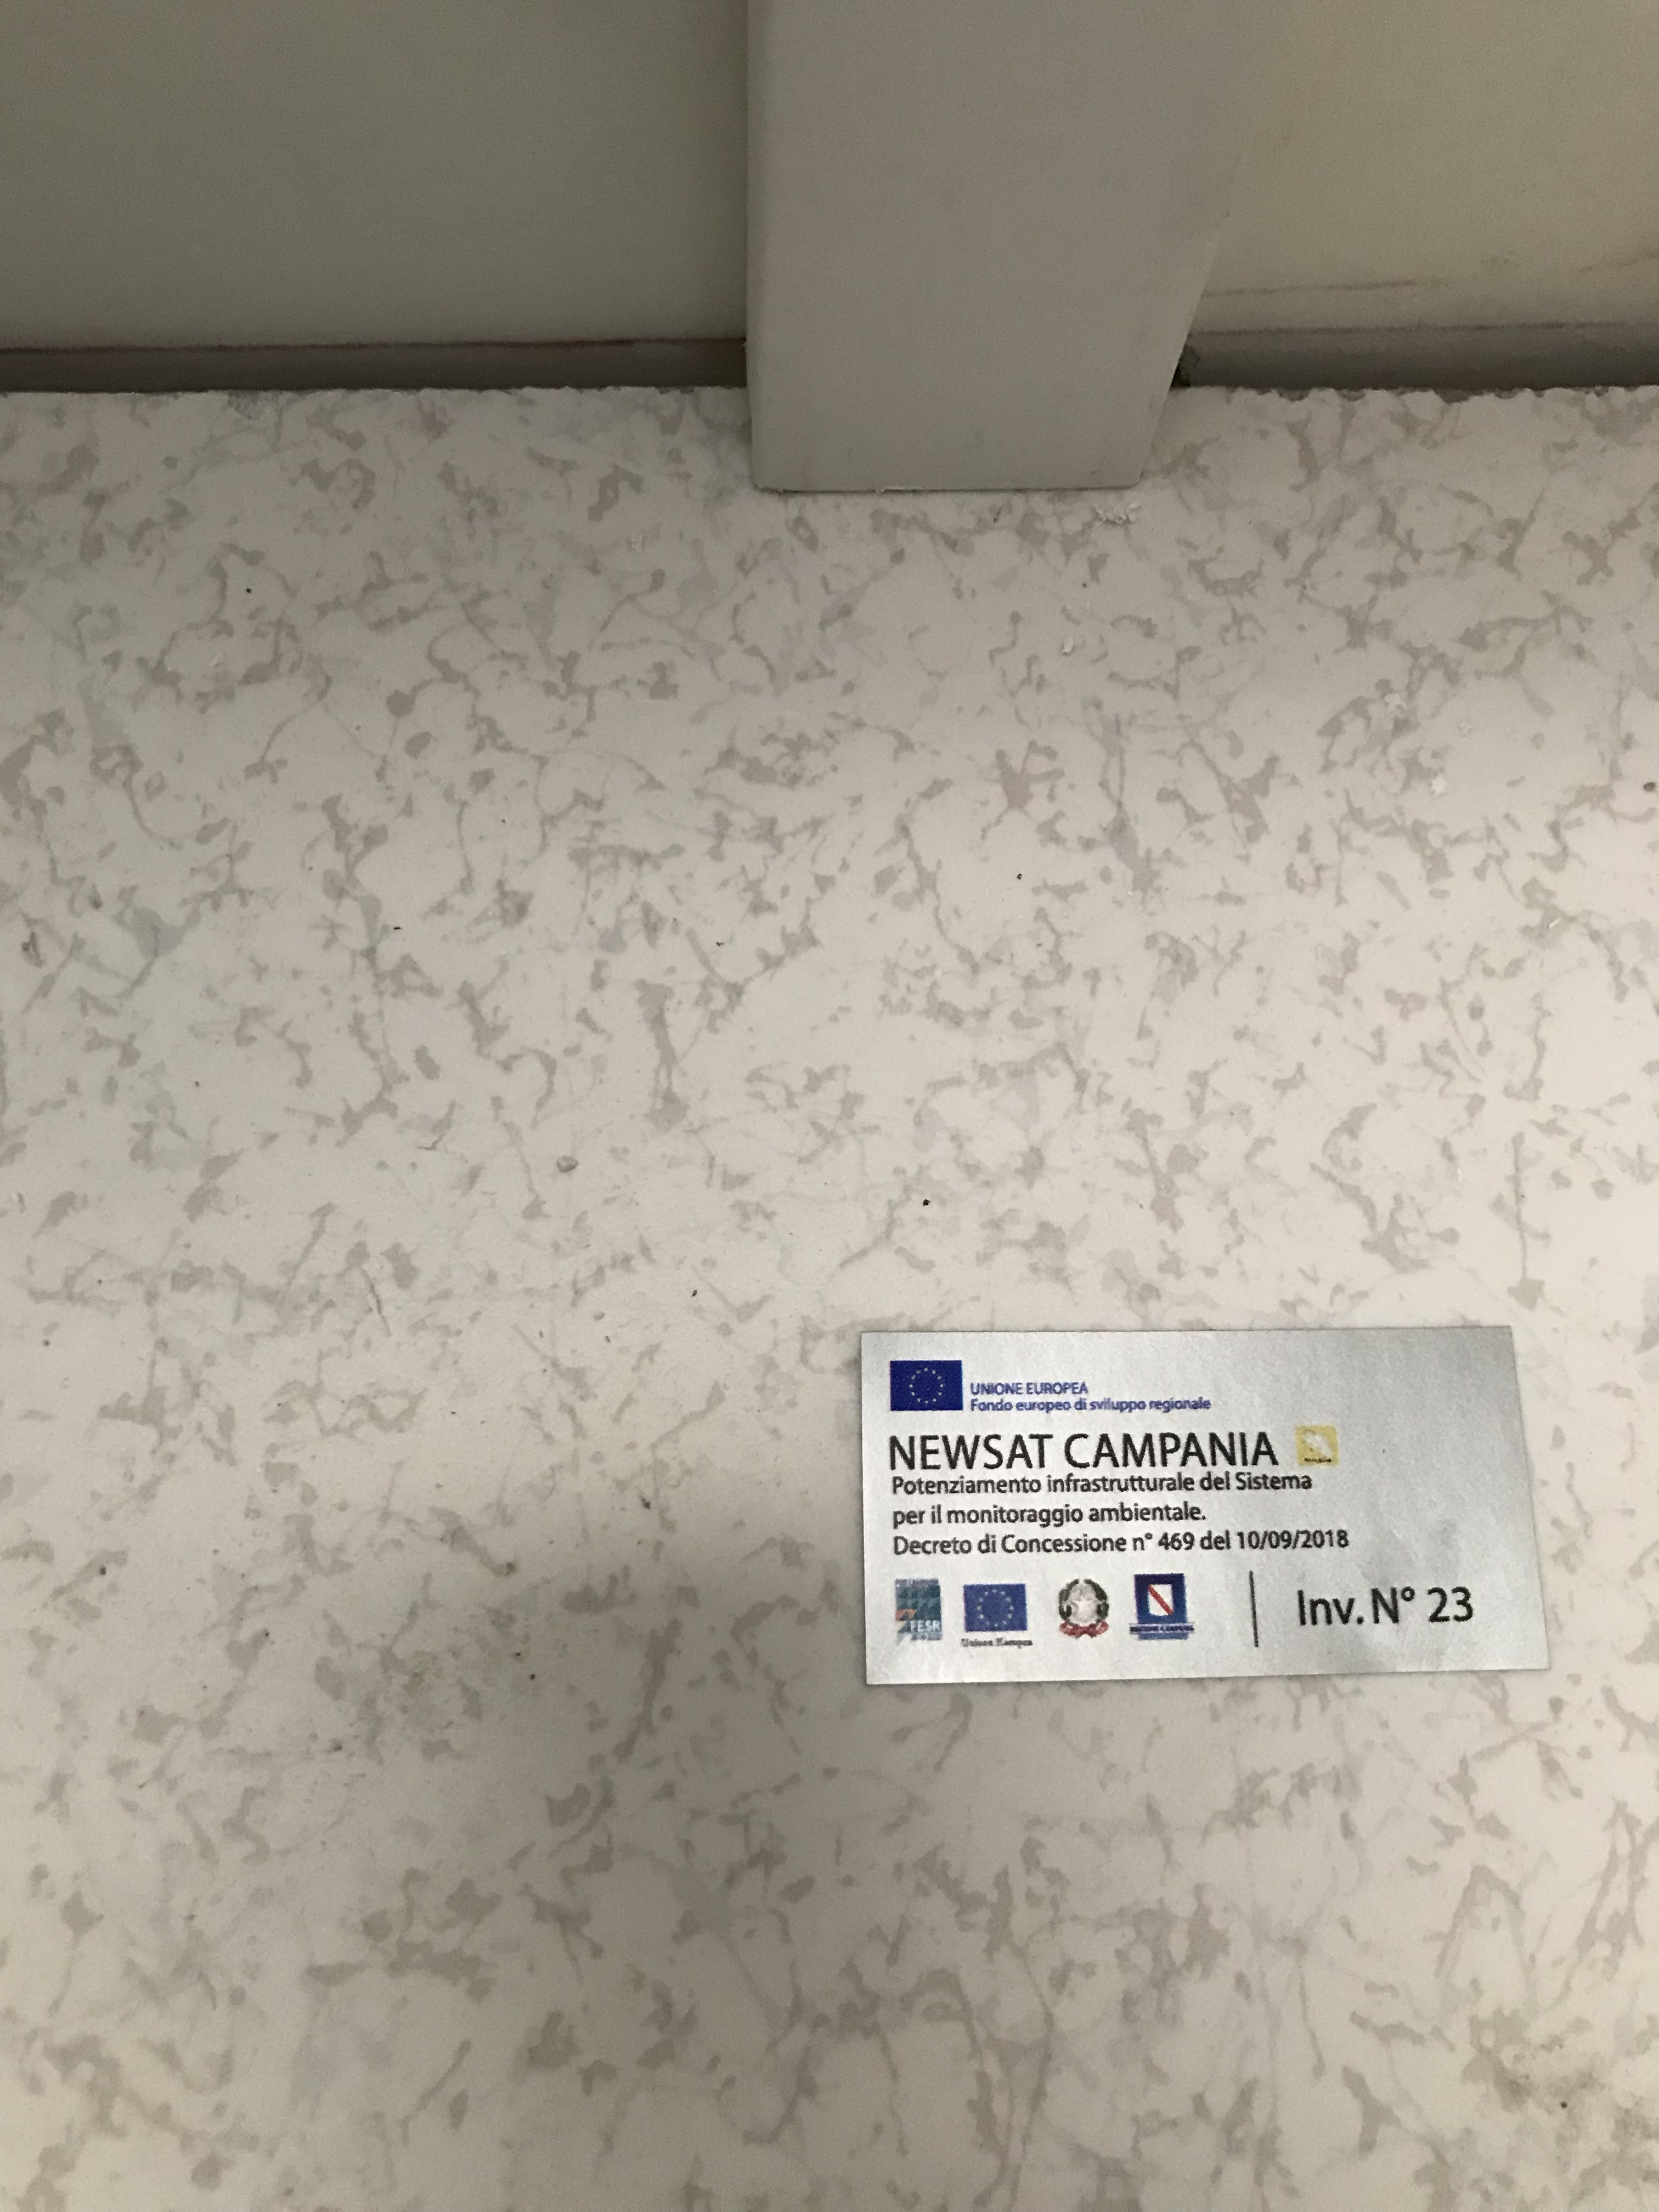 UNIONE EUROPEA
Fondo europeo di sviluppo regionale
NEWSAT CAMPANIA
Potenziamento infrastrutturale del Sistema
per il monitoraggio ambientale.
Decreto di Concessione n° 469 del 10/09/2018
FESR
Unione Europea
Inv. N° 23